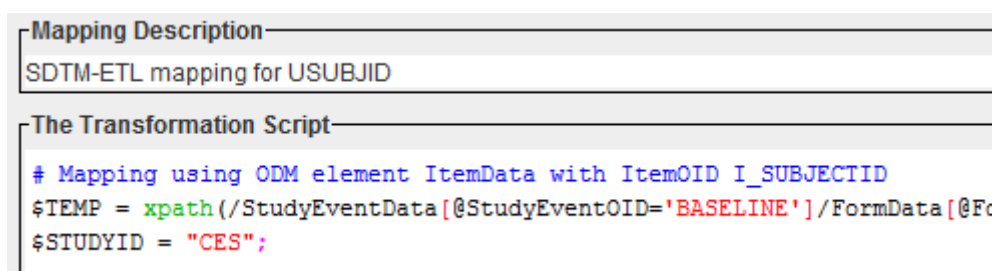 Mapping Description
SDTM-ETL mapping for USUBJID
The Transformation Script
# Mapping using ODM element ItemData with ItemOID I_SUBJECTID
$TEMP = xpath(/StudyEventData[@StudyEventOID='BASELINE']/FormData[@Fo
$STUDYID = "CES";